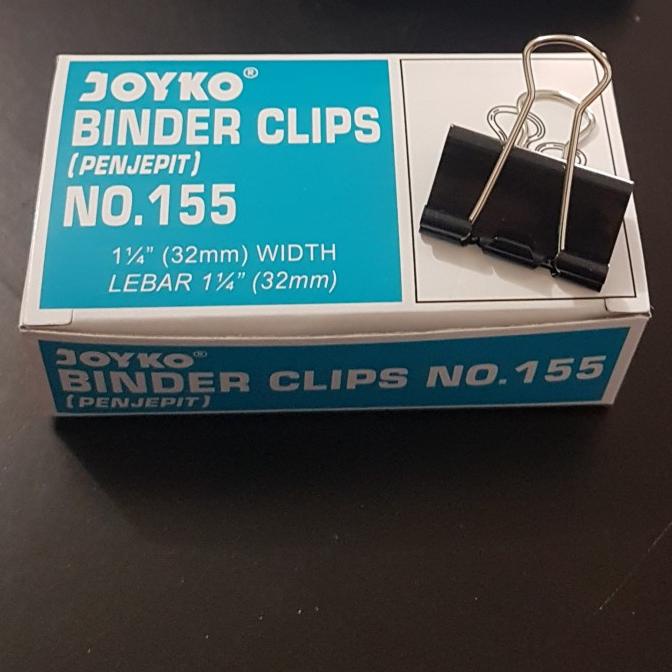 JOYKO®
BINDER CLIPS
(PENJEPIT)
NO.155
1¼" (32mm) WIDTH
LEBAR 1¼" (32mm)
JOYKO®
BINDER CLIPS NO.155
(PENJEPIT)